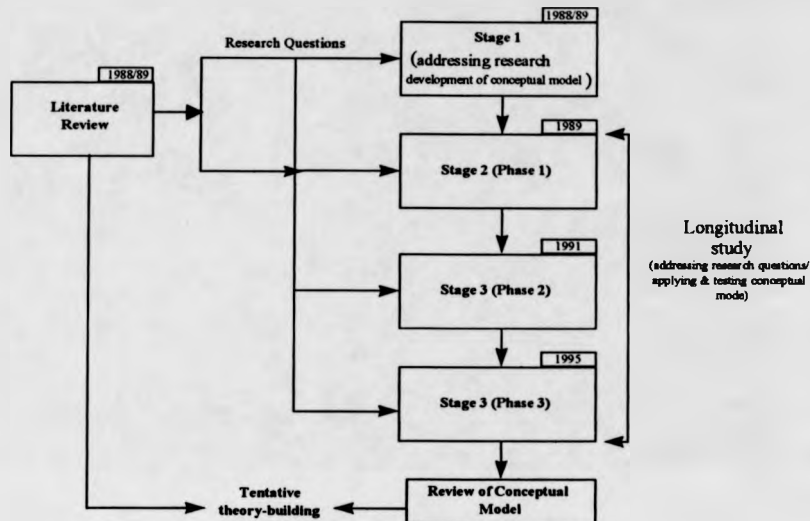 1988/89
Research Questions
Stage 1
(addressing research
development of conceptual model )
1988/89
Literature
Review
1989
Stage 2 (Phase 1)
Longitudinal
study
(addressing research questions/
applying & testing conceptual
mode)
1991
Stage 3 (Phase 2)
1995
Stage 3 (Phase 3)
Tentative
theory-building
Review of Conceptual
Model